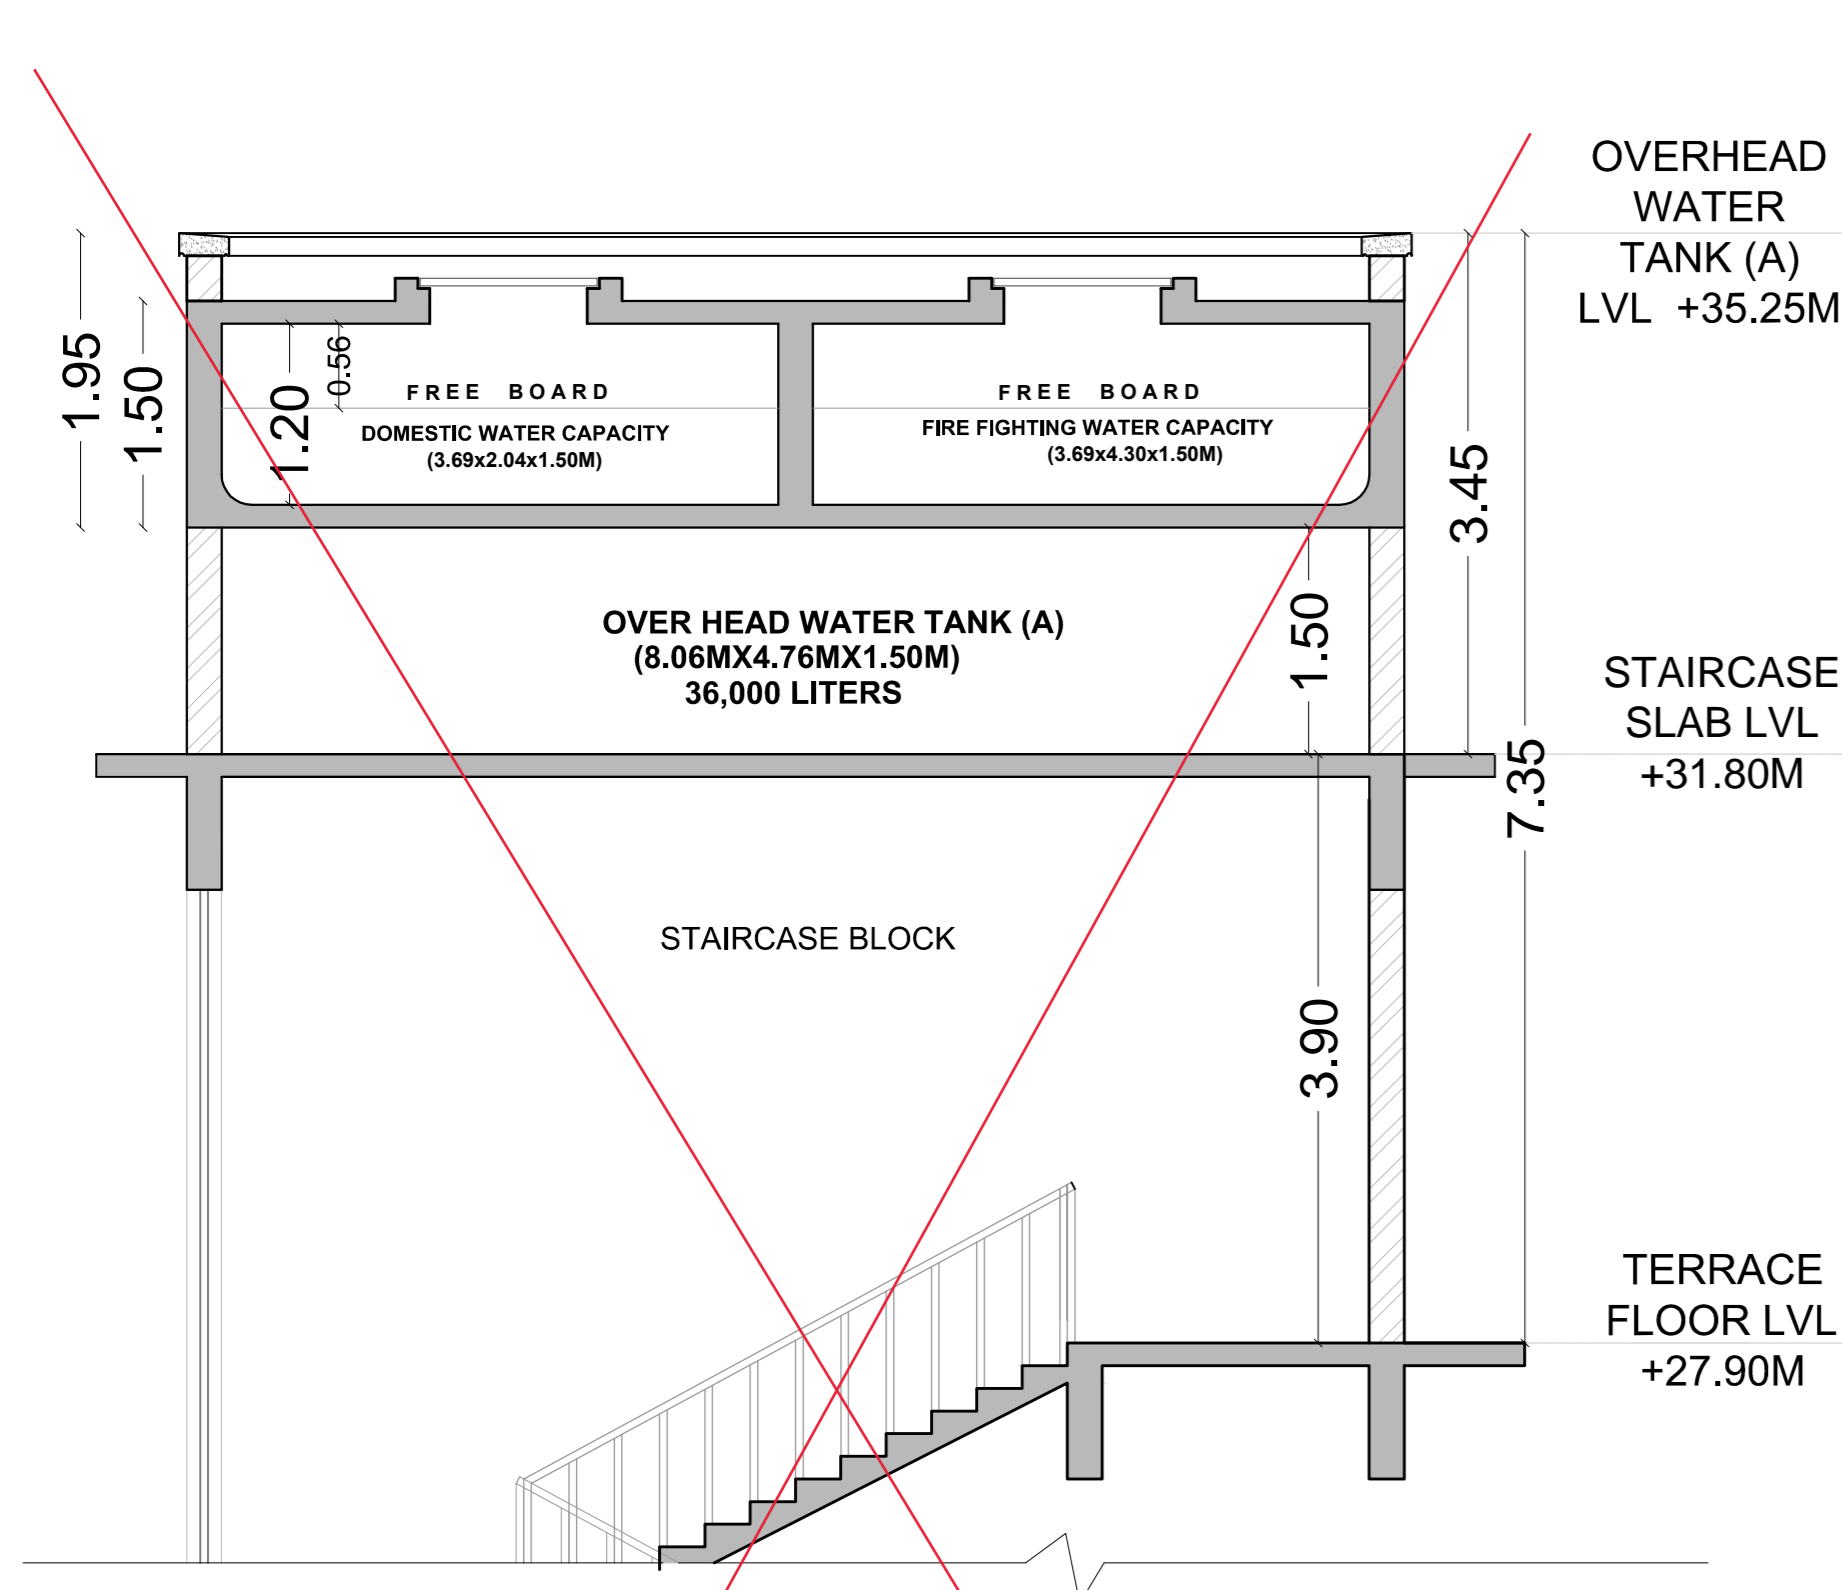 OVERHEAD
WATER
TANK (A)
LVL +35.25M
1.95
1.50
1.20
0.56
FREE BOARD
DOMESTIC WATER CAPACITY
(3.69x2.04x1.50M)
FREE BOARD
FIRE FIGHTING WATER CAPACITY
(3.69x4.30x1.50M)
3.45
OVER HEAD WATER TANK (A)
(8.06MX4.76MX1.50M)
36,000 LITERS
1.50
STAIRCASE
SLAB LVL
+31.80M
7.35
STAIRCASE BLOCK
3.90
TERRACE
FLOOR LVL
+27.90M